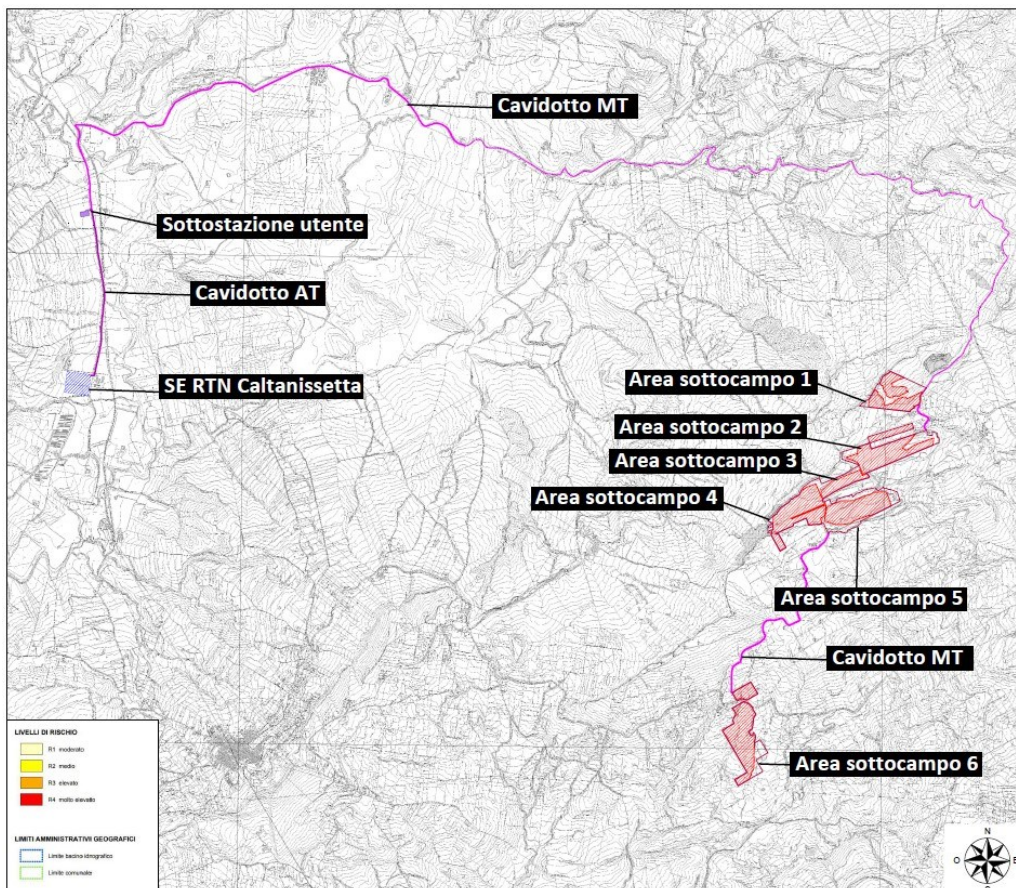 Cavidotto MT
Sottostazione utente
Cavidotto AT
SE RTN Caltanissetta
Area sottocampo 1
Area sottocampo 2
Area sottocampo 3
Area sottocampo 4
Area sottocampo 5
Cavidotto MT
Area sottocampo 6
LIVELLI DI RISCHIO
R1 moderato
R2 medio
R3 elevato
R4 molto elevato
LIMITI AMMINISTRATIVI GEOGRAFICI
Limite bacino idrografico
Limite comunale
N
O
E
S